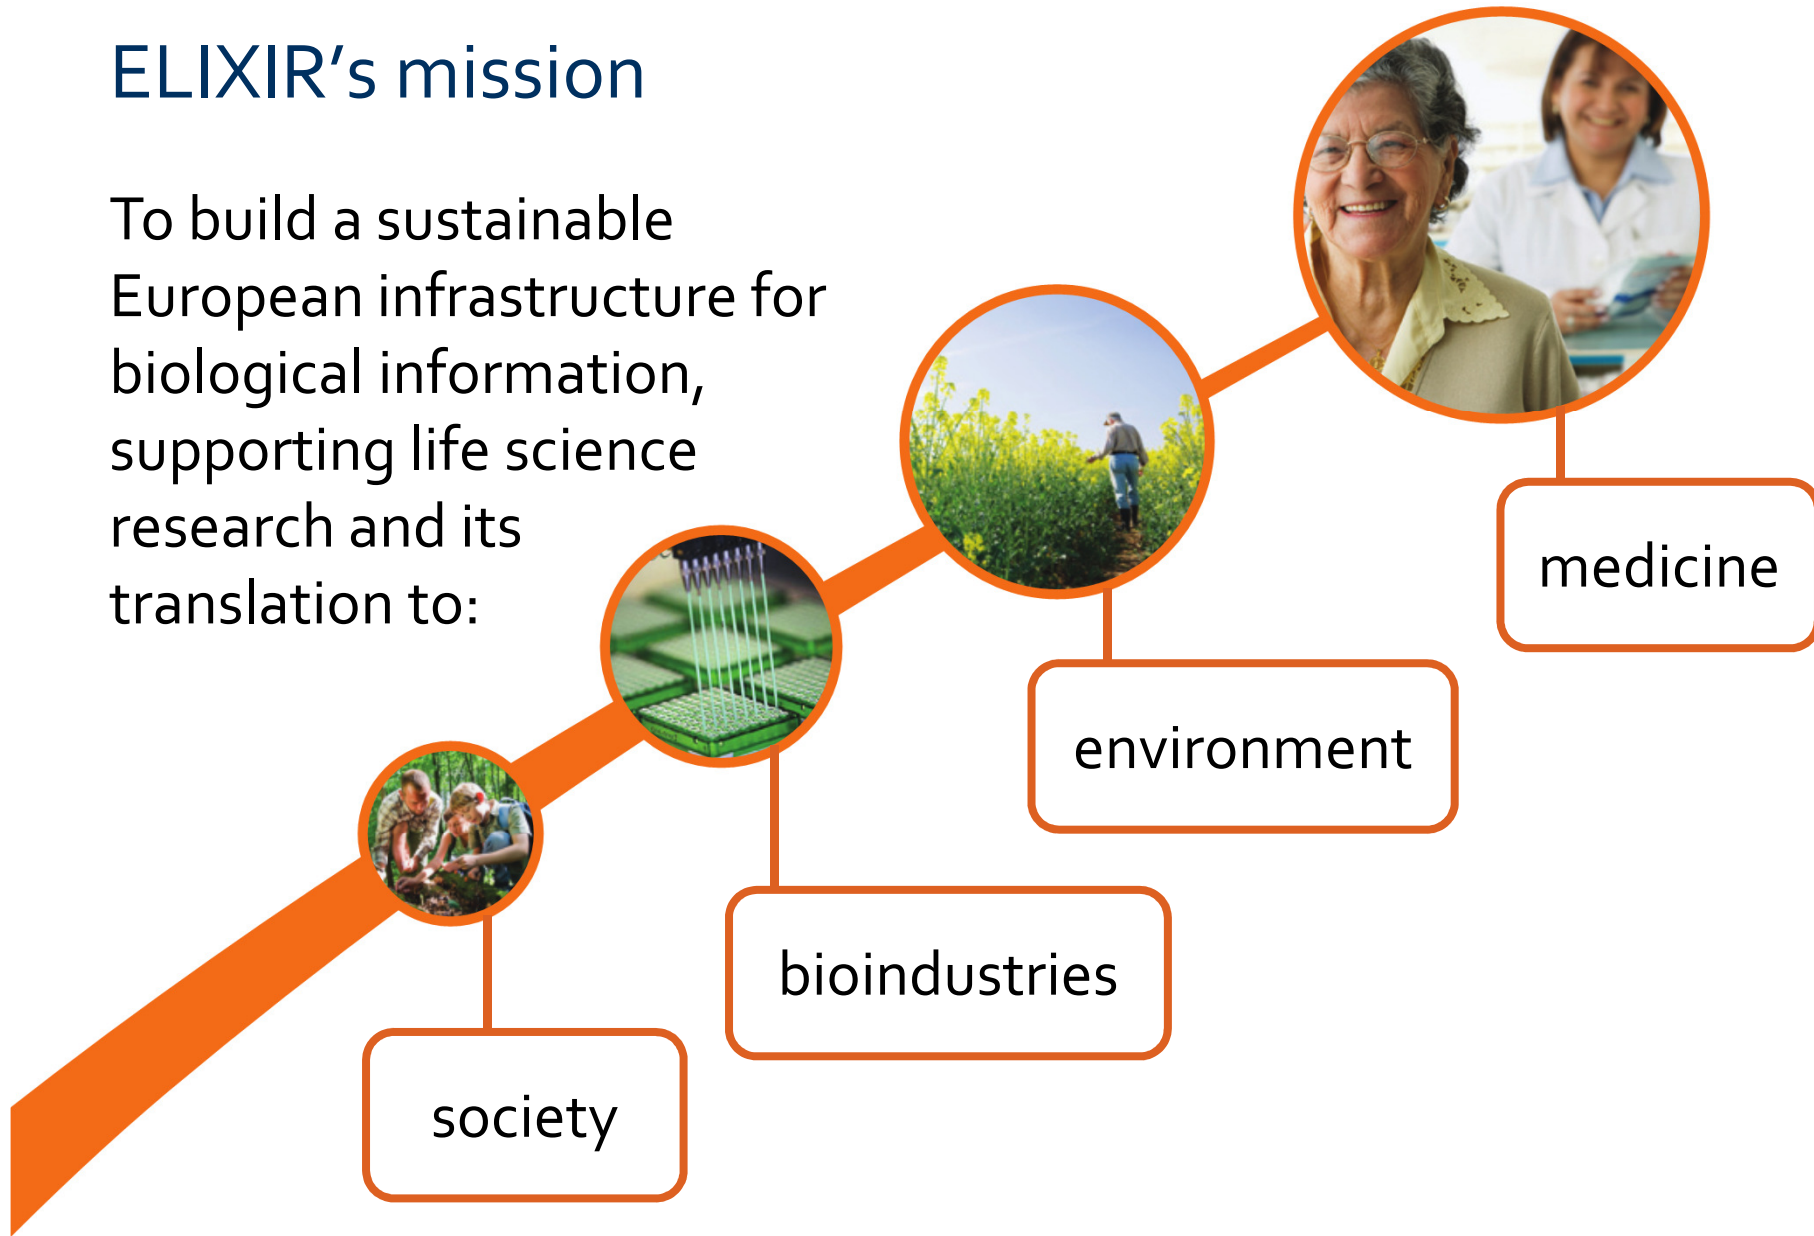 ELIXIR’s mission
To build a sustainable
European infrastructure for
biological information,
supporting life science
research and its
translation to:
medicine
environment
bioindustries
society